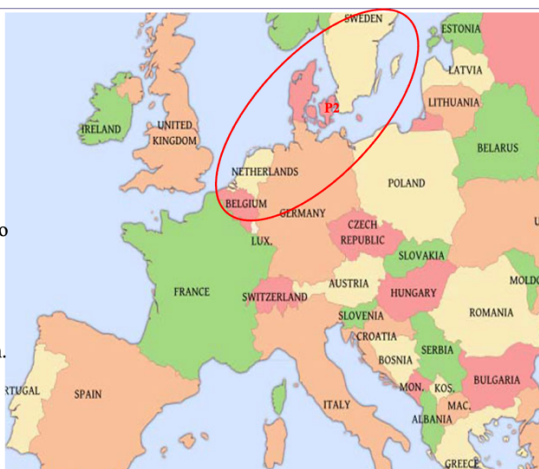 SWEDEN
ESTONIA
LATVIA
LITHUANIA
P2
IRELAND
UNITED
KINGDOM
BELARUS
NETHERLANDS
POLAND
BELGIUM
GERMANY
o
CZECH
REPUBLIC
U
LUX.
SLOVAKIA
AUSTRIA
MOLDO
FRANCE
SWITZERLAND
HUNGARY
ROMANIA
SLOVENIA
CROATIA
BOSNIA
SERBIA
.
BULGARIA
MON.
KOS.
RTUGAL
SPAIN
ITALY
MAC.
ALBANIA
GREECE